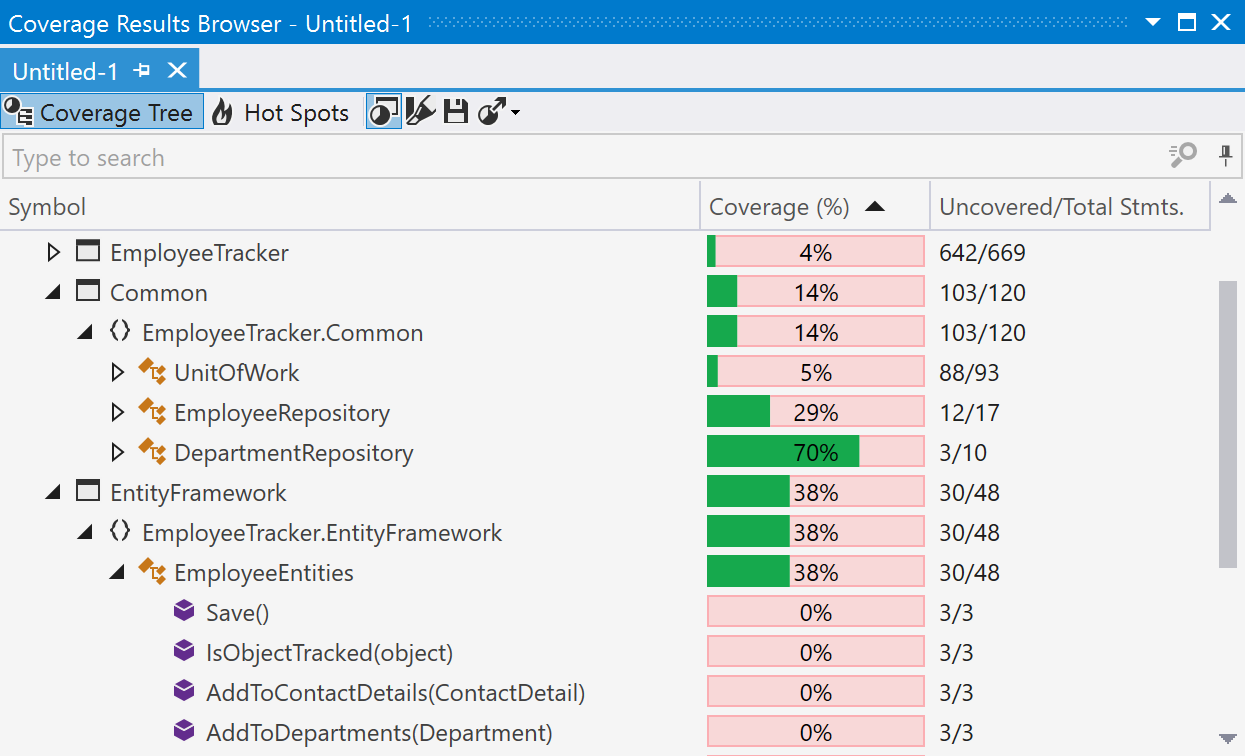 Coverage Results Browser - Untitled-1
Untitled-1
Coverage Tree Hot Spots
Type to search
Symbol Coverage (%) Uncovered/Total Stmts.
EmployeeTracker 4% 642/669
Common 14% 103/120
{} EmployeeTracker.Common 14% 103/120
UnitOfWork 5% 88/93
EmployeeRepository 29% 12/17
DepartmentRepository 70% 3/10
EntityFramework 38% 30/48
{} EmployeeTracker.EntityFramework 38% 30/48
EmployeeEntities 38% 30/48
Save() 0% 3/3
IsObjectTracked(object) 0% 3/3
AddToContactDetails(ContactDetail) 0% 3/3
AddToDepartments(Department) 0% 3/3